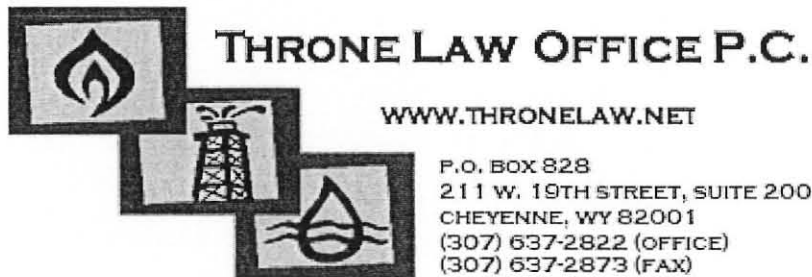 THRONE LAW OFFICE P.C.
WWW.THRONELAW.NET
P.O. BOX 828
211 W. 19TH STREET, SUITE 200
CHEYENNE, WY 82001
(307) 637-2822 (OFFICE)
(307) 637-2873 (FAX)